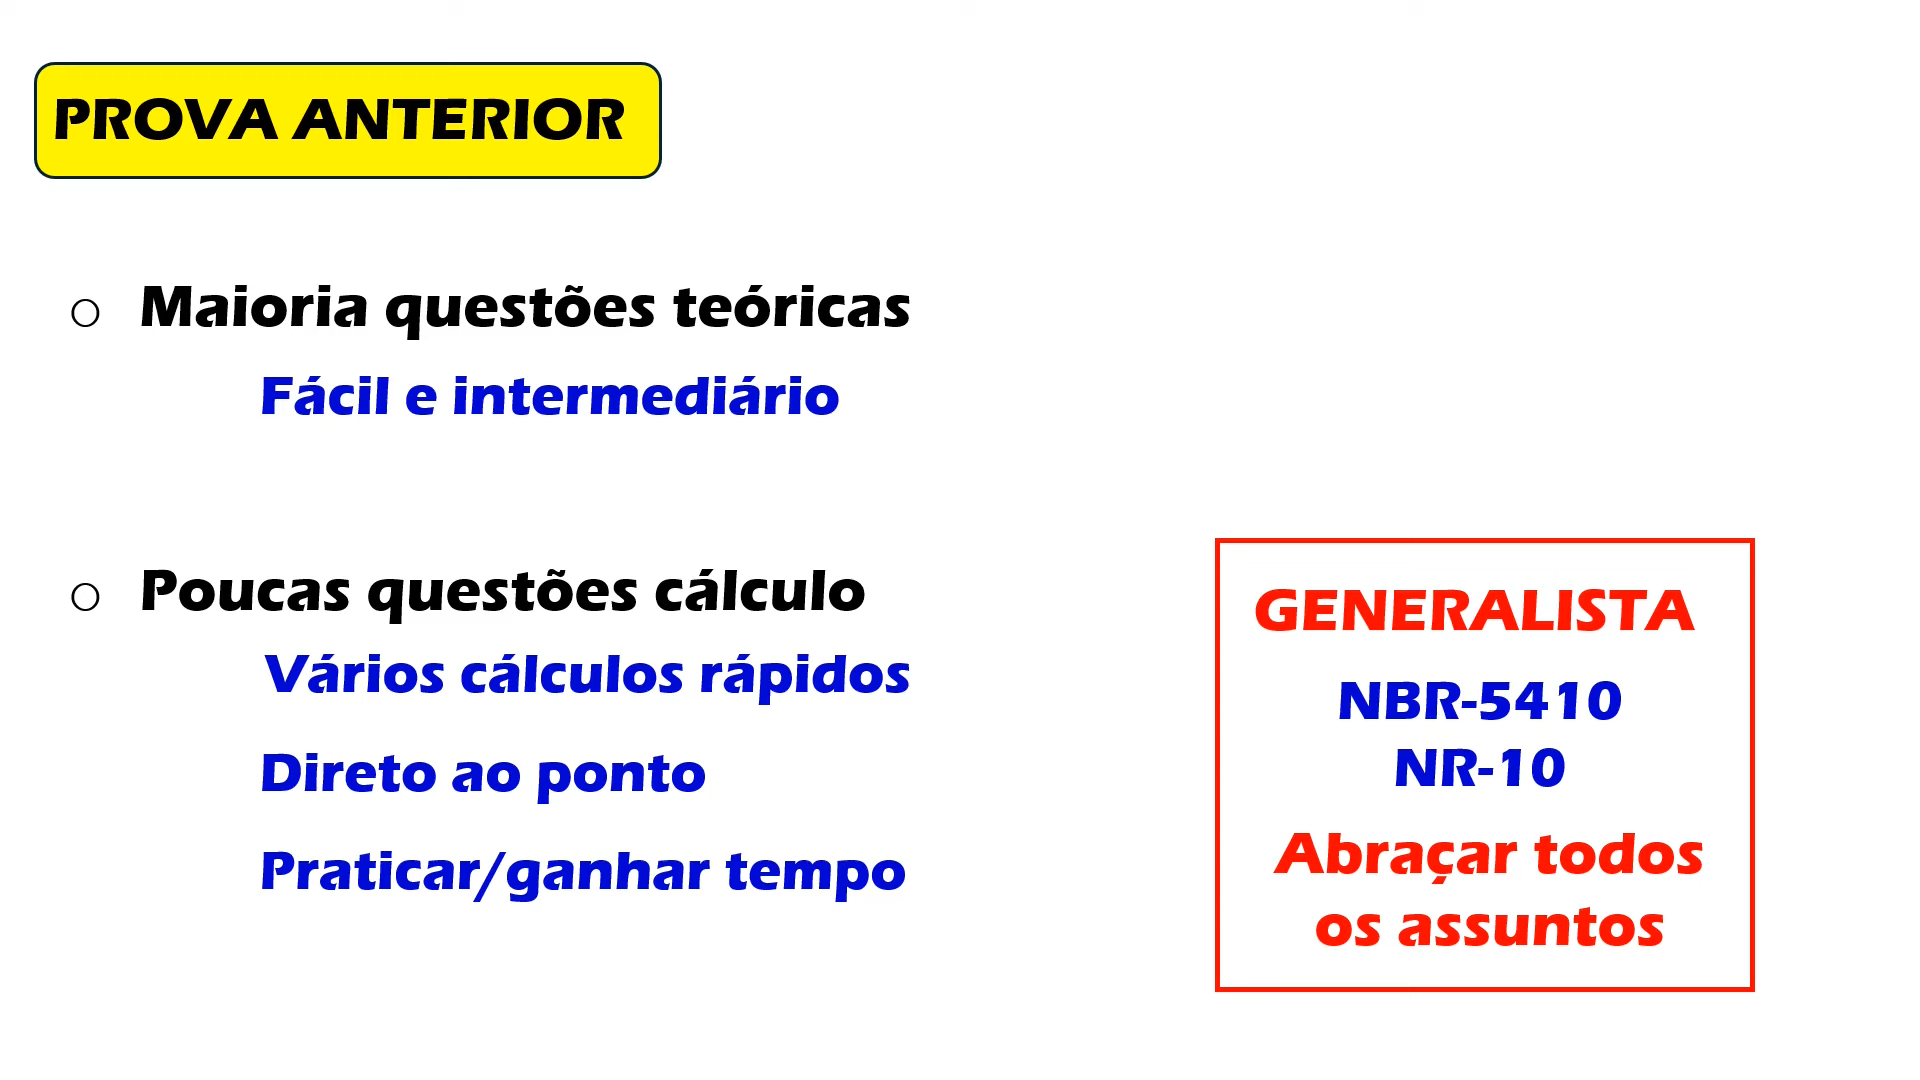 PROVA ANTERIOR
Maioria questões teóricas
Fácil e intermediário
Poucas questões cálculo
Vários cálculos rápidos
Direto ao ponto
Praticar/ganhar tempo
GENERALISTA
NBR-5410
NR-10
Abraçar todos
os assuntos